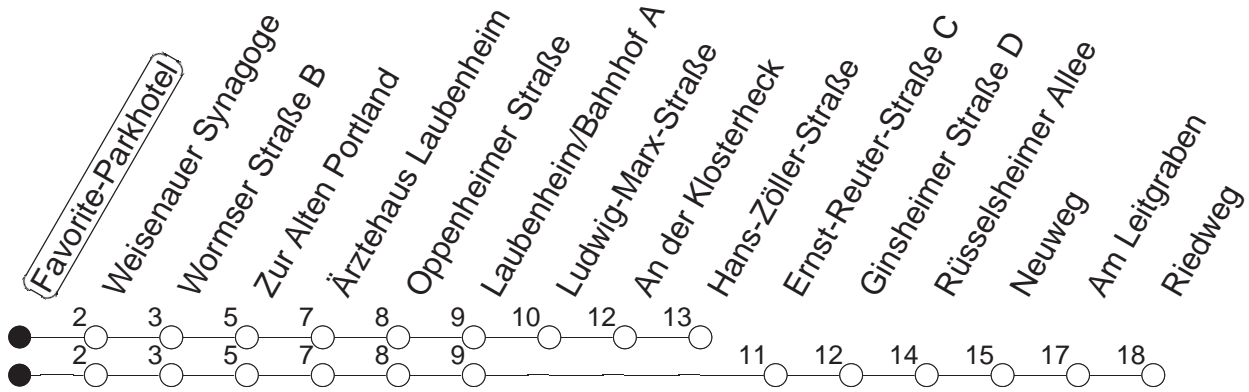 Favorite-Parkhotel
Weisenauer Synagoge
Wormser Straße B
Zur Alten Portland
Ärztehaus Laubenheim
Oppenheimer Straße
Laubenheim/Bahnhof A
Ludwig-Marx-Straße
An der Klosterheck
Hans-Zöller-Straße
Ernst-Reuter-Straße C
Ginsheimer Straße D
Rüsselsheimer Allee
Neuweg
Am Leitgraben
Riedweg
2 3 5 7 8 9 10 12 13
2 3 5 7 8 9 11 12 14 15 17 18